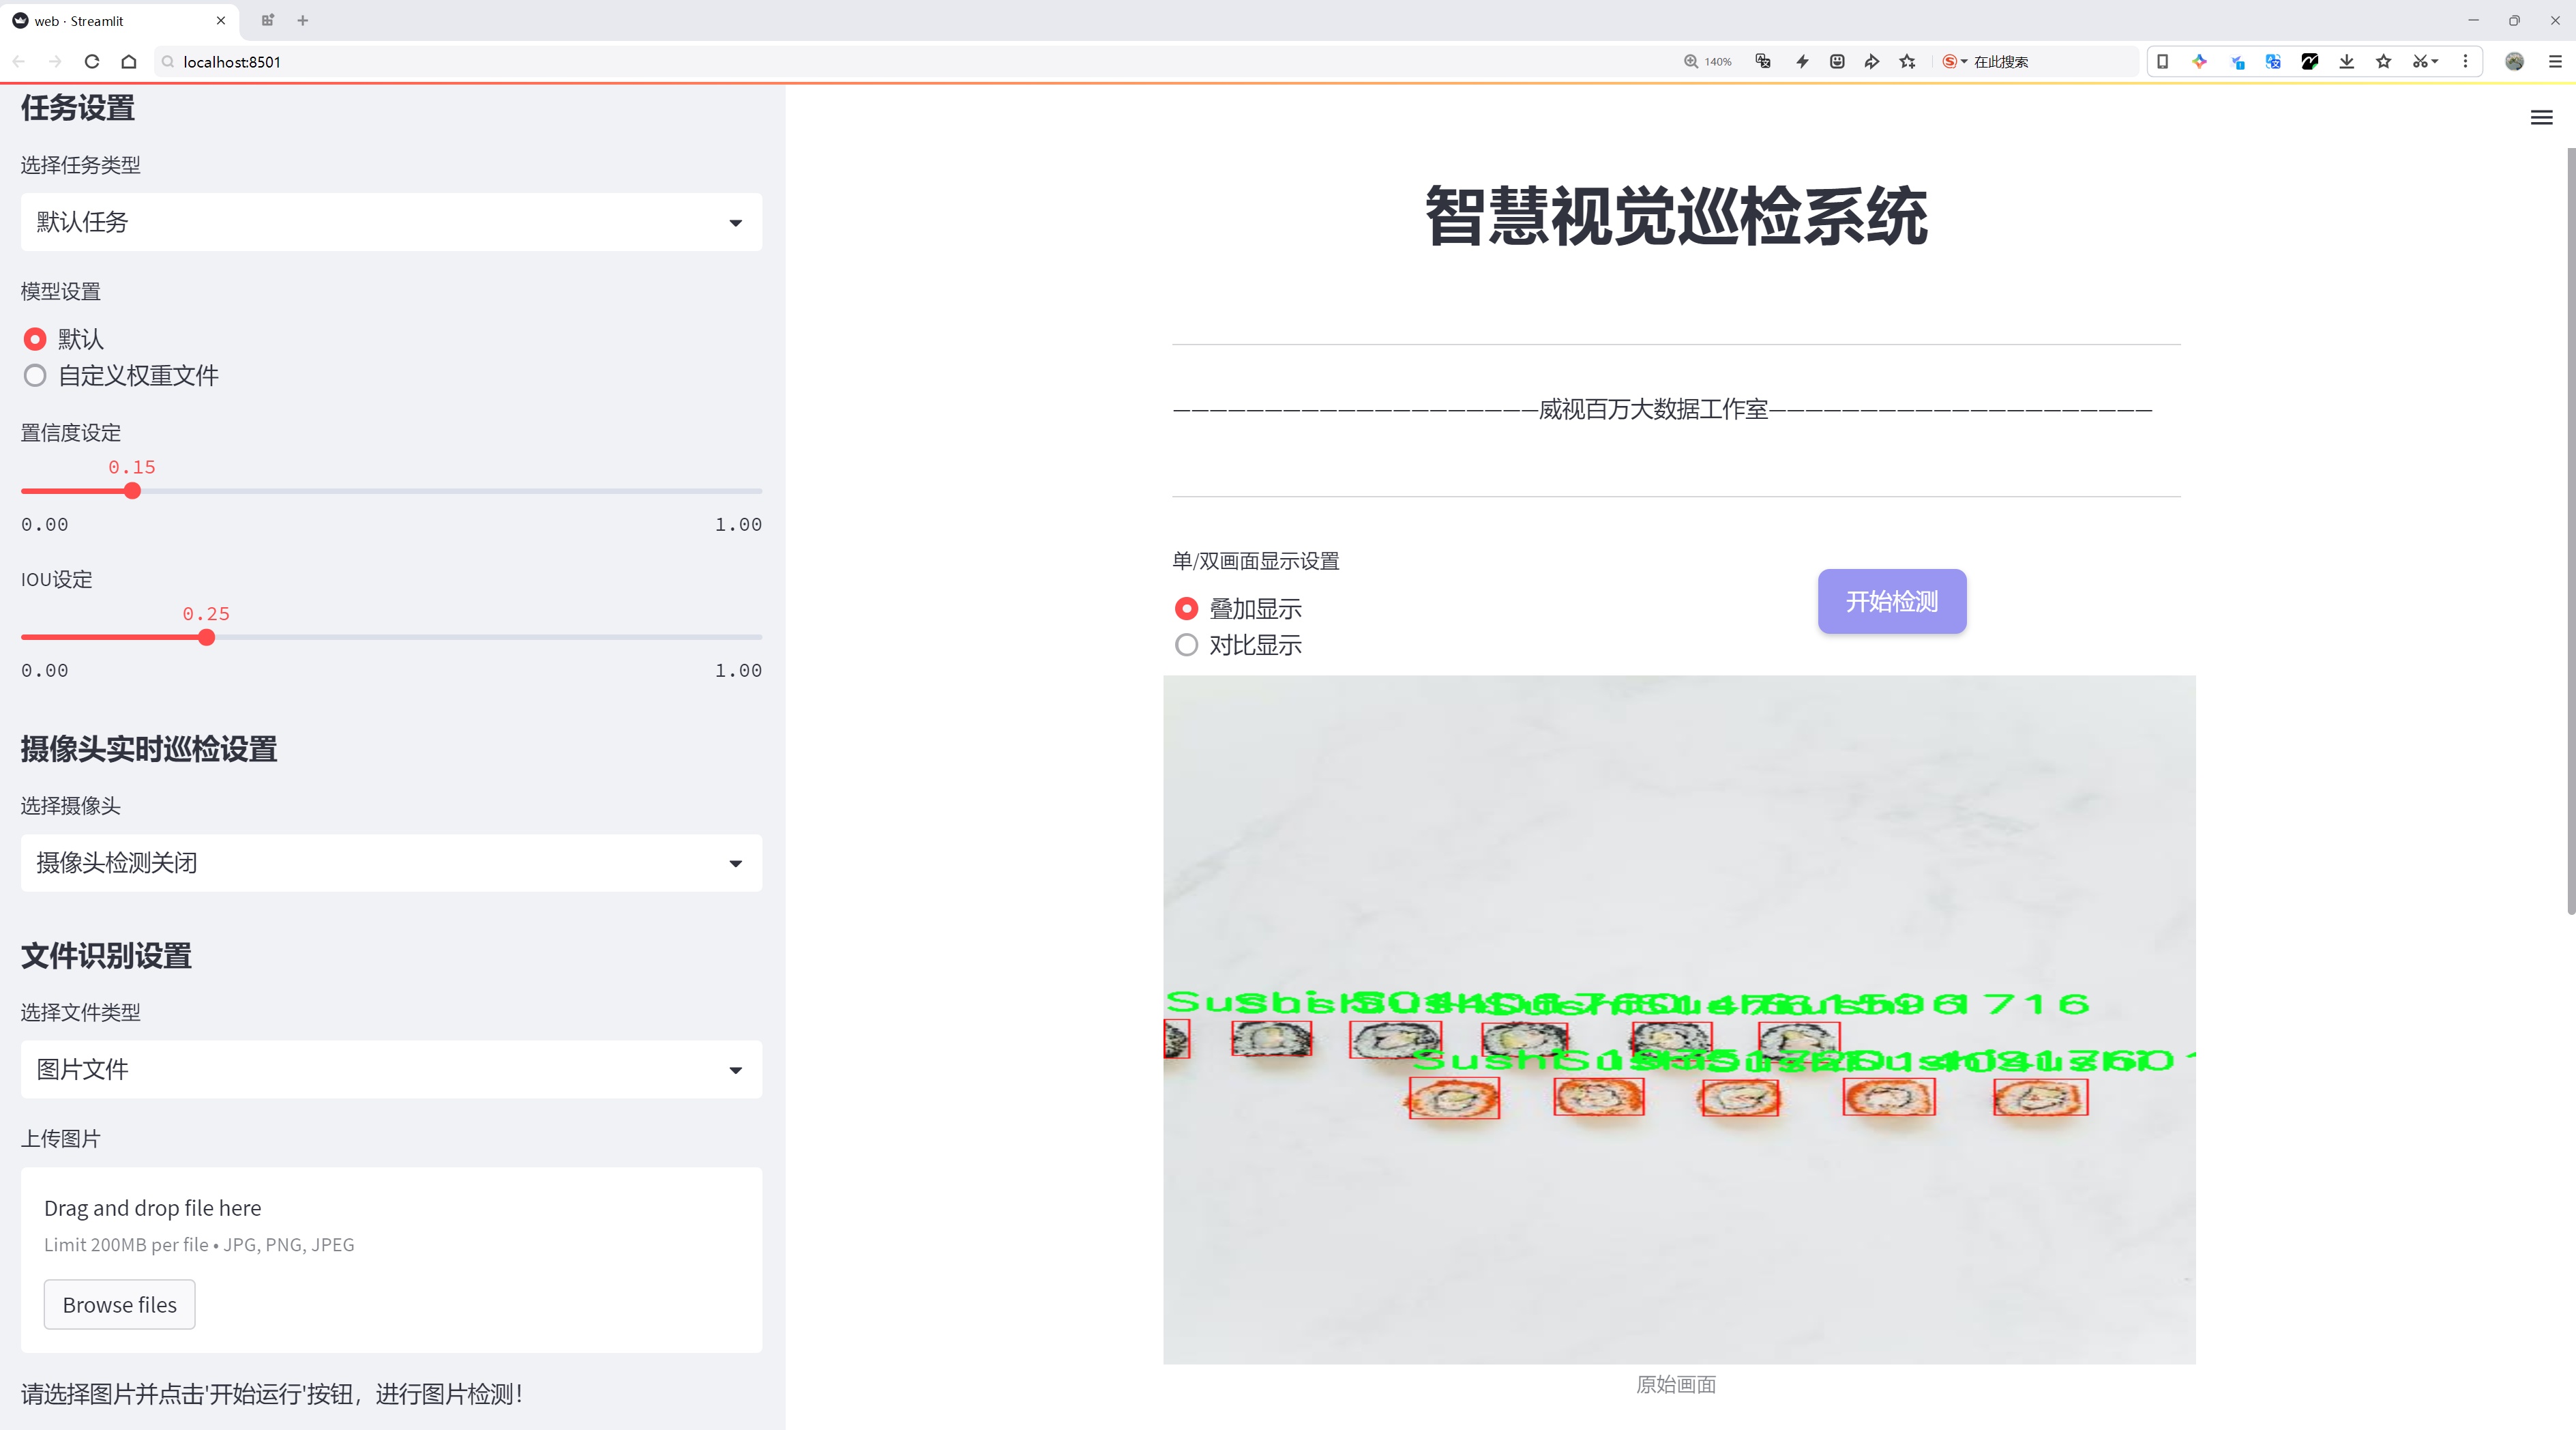 web · Streamlit
localhost:8501
140%
在此搜索
任务设置
选择任务类型
默认任务
模型设置
默认
自定义权重文件
置信度设定
0.15
0.00
1.00
IOU设定
0.25
0.00
1.00
摄像头实时巡检设置
选择摄像头
摄像头检测关闭
文件识别设置
选择文件类型
图片文件
上传图片
Drag and drop file here
Limit 200MB per file • JPG, PNG, JPEG
Browse files
请选择图片并点击'开始运行'按钮，进行图片检测！
智慧视觉巡检系统
————————————————————威视百万大数据工作室—————————————————————
单/双画面显示设置
叠加显示
对比显示
开始检测
原始画面